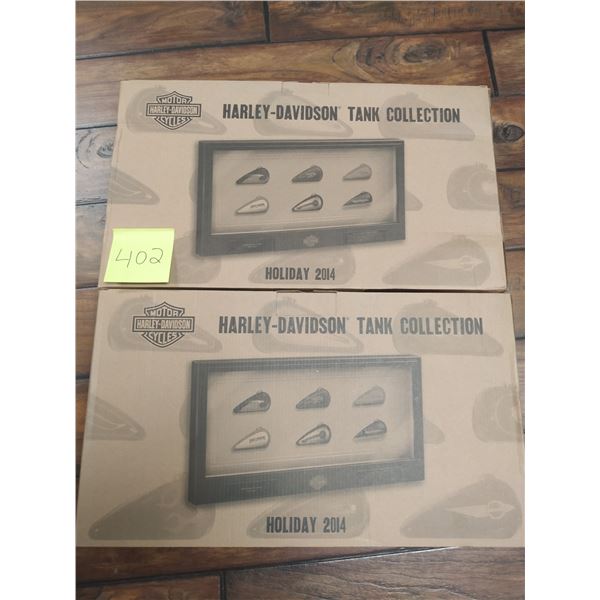 MOTOR
HARLEY-DAVIDSON
CYCLES
HARLEY-DAVIDSON TANK COLLECTION
402
HOLIDAY 2014
MOTOR
HARLEY-DAVIDSON
CYCLES
HARLEY-DAVIDSON® TANK COLLECTION
HOLIDAY 2014